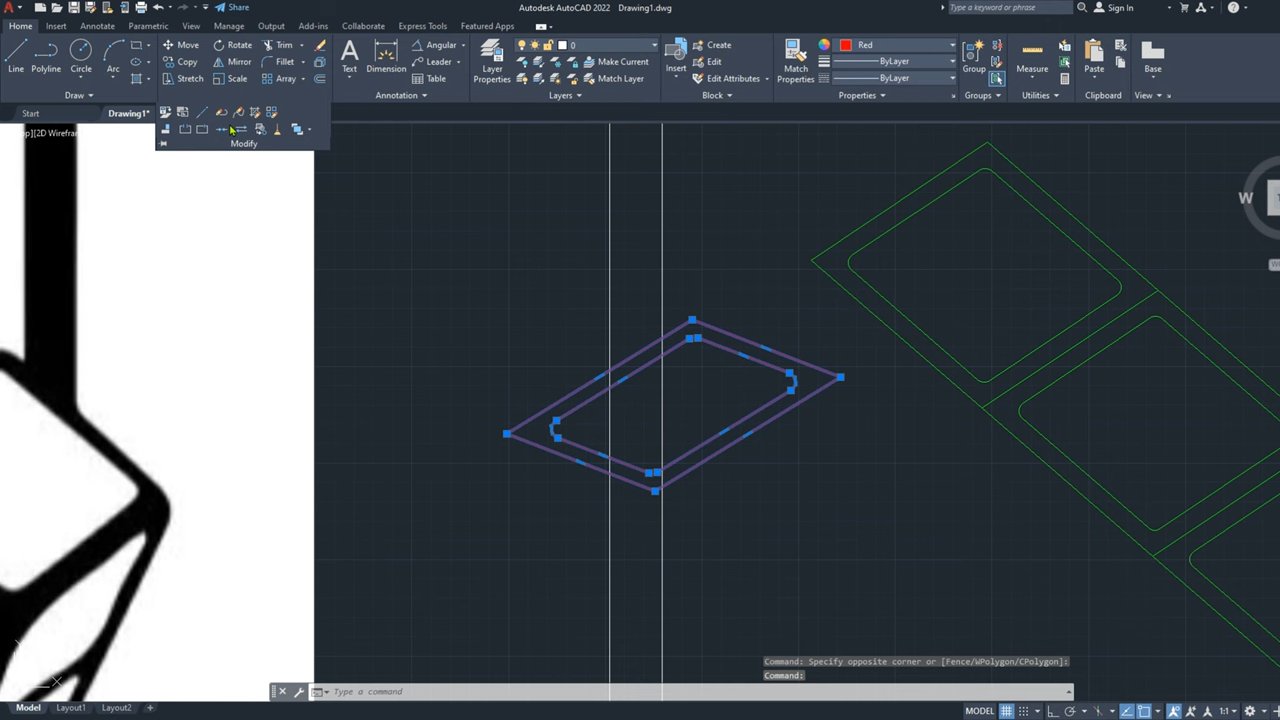 Share
Autodesk AutoCAD 2022 Drawing1.dwg
Type a keyword or phrase
Sign In
Home Insert Annotate Parametric View Manage Output Add-ins Collaborate Express Tools Featured Apps
Line Polyline Circle Arc
Draw
Move Rotate Trim
Copy Mirror Fillet
Stretch Scale Array
Modify
Text Dimension
Angular
Leader
Table
Annotation
Layer Properties
0
Make Current
Match Layer
Layers
Insert
Create
Edit
Edit Attributes
Block
Match Properties
Red
ByLayer
ByLayer
Properties
Group
Groups
Measure
Utilities
Paste
Clipboard
Base
View
Start Drawing1*
][2D Wirefram
W
Command: Specify opposite corner or [Fence/WPolygon/CPolygon]:
Command:
Type a command
Y
X
Model Layout1 Layout2 +
MODEL
1:1